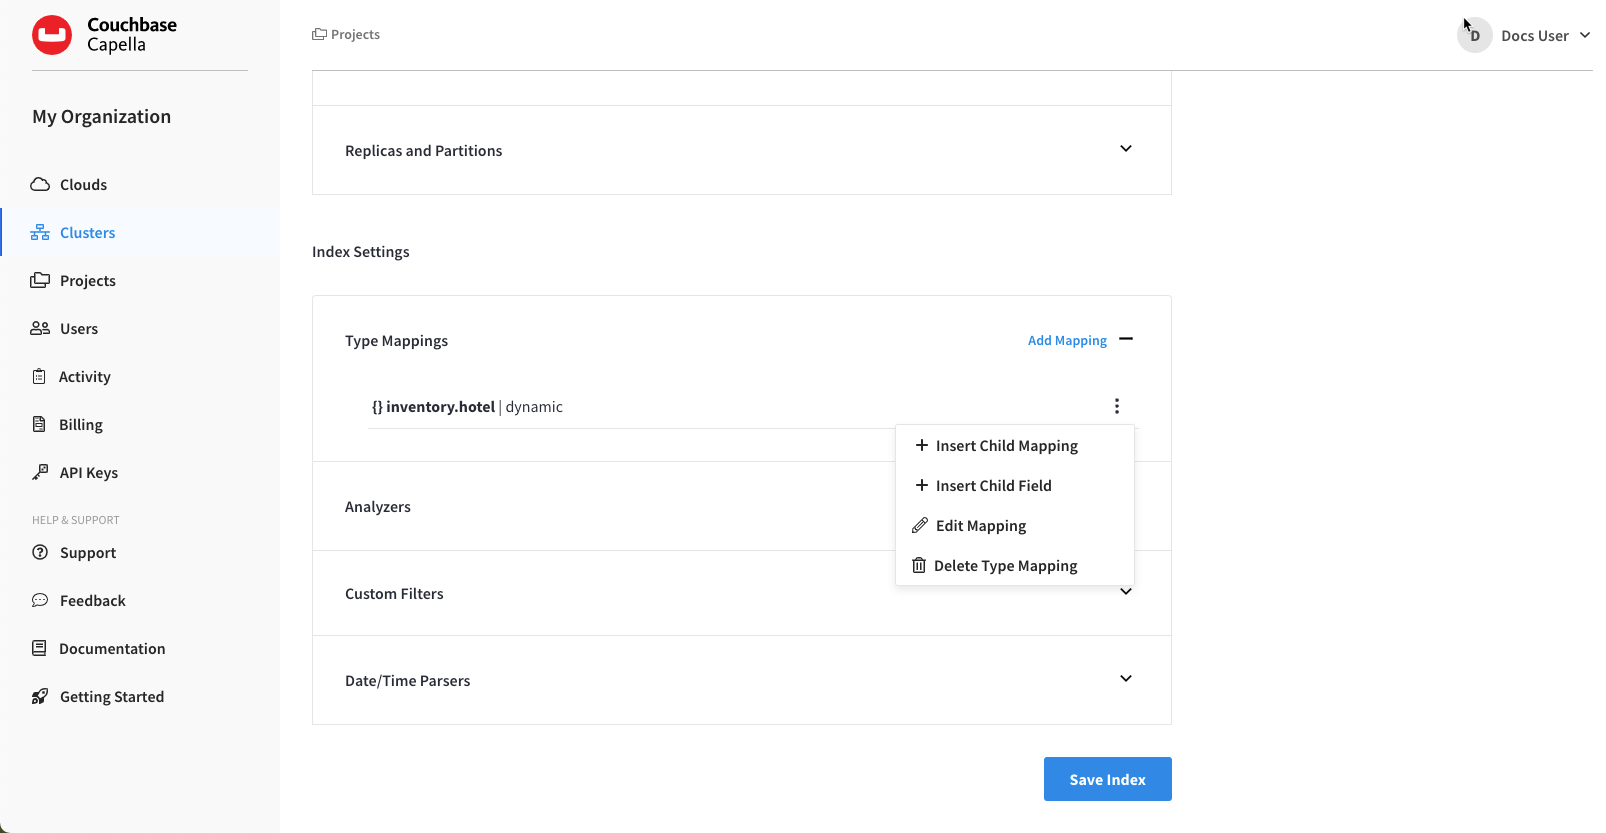 Couchbase
Capella
Projects
D
Docs User
My Organization
Clouds
Clusters
Projects
Users
Activity
Billing
API Keys
HELP & SUPPORT
Support
Feedback
Documentation
Getting Started
Replicas and Partitions
Index Settings
Type Mappings
Add Mapping
{} inventory.hotel | dynamic
Insert Child Mapping
Insert Child Field
Edit Mapping
Delete Type Mapping
Analyzers
Custom Filters
Date/Time Parsers
Save Index